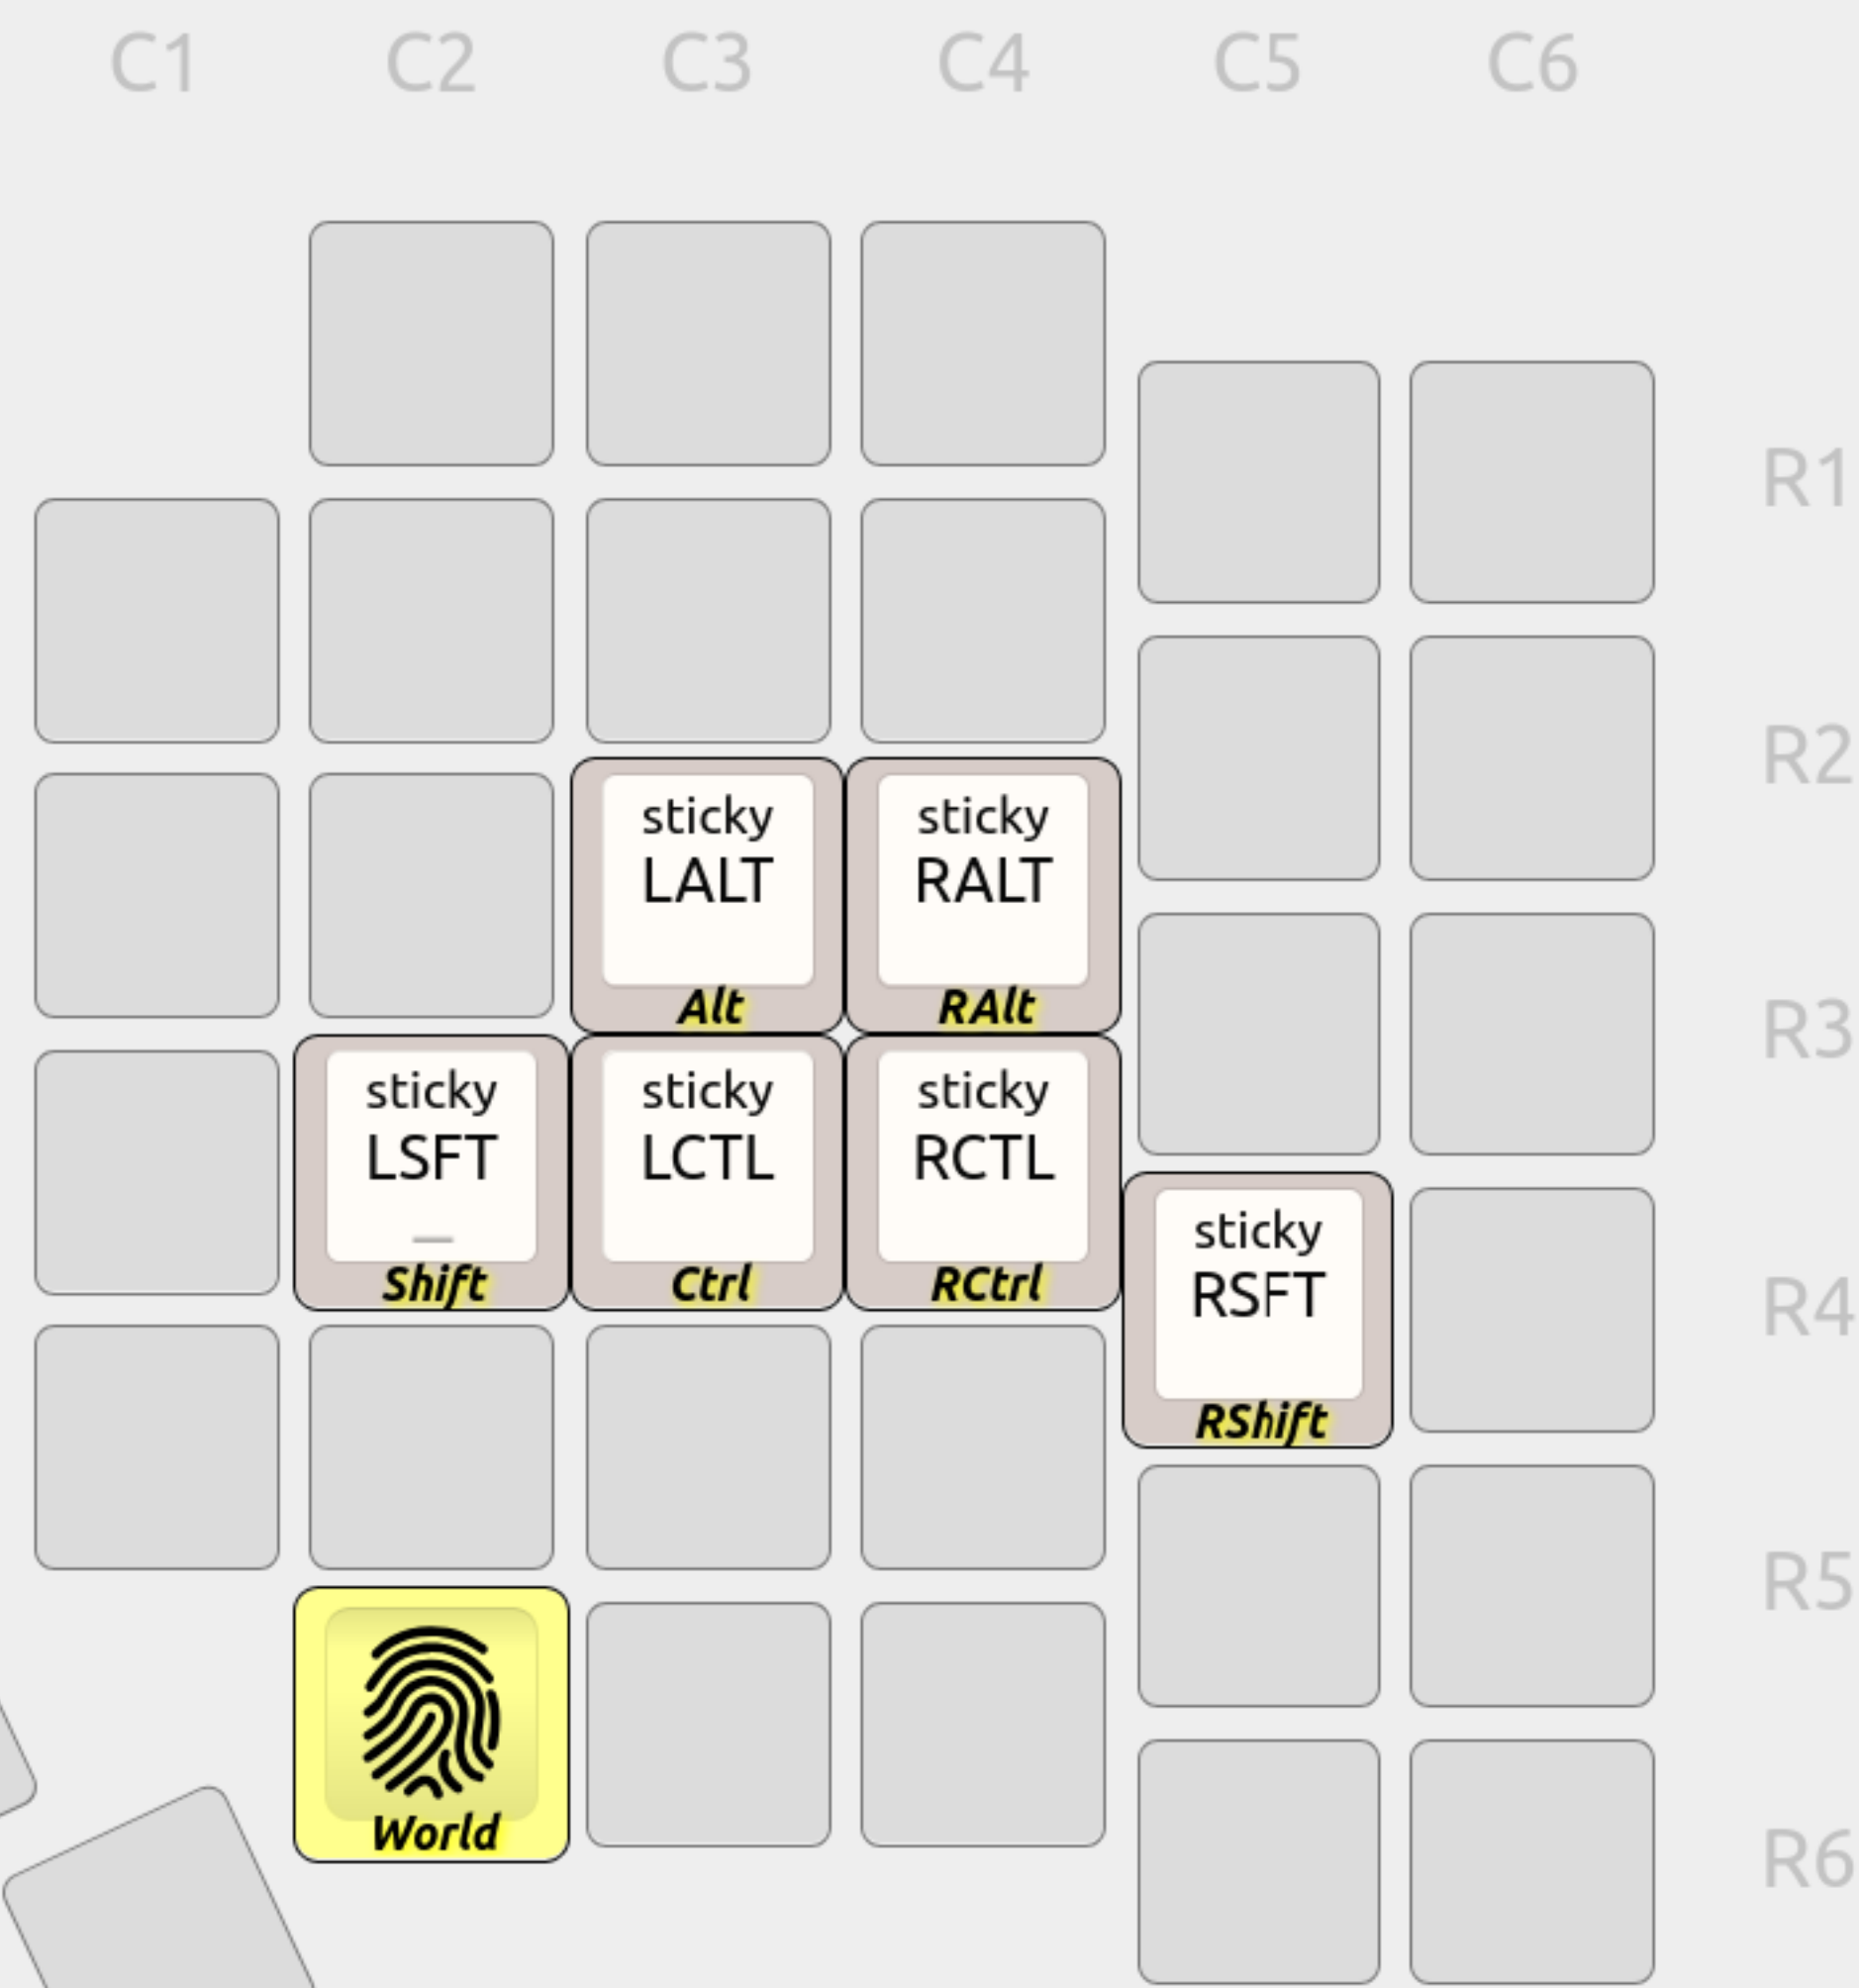 C1 C2 C3 C4 C5 C6
R1
R2
sticky sticky
LALT RALT
Alt RAlt
R3
sticky sticky sticky
LSFT LCTL RCTL
_
Shift Ctrl RCtrl
sticky
RSFT
RShift
R4
R5
World
R6